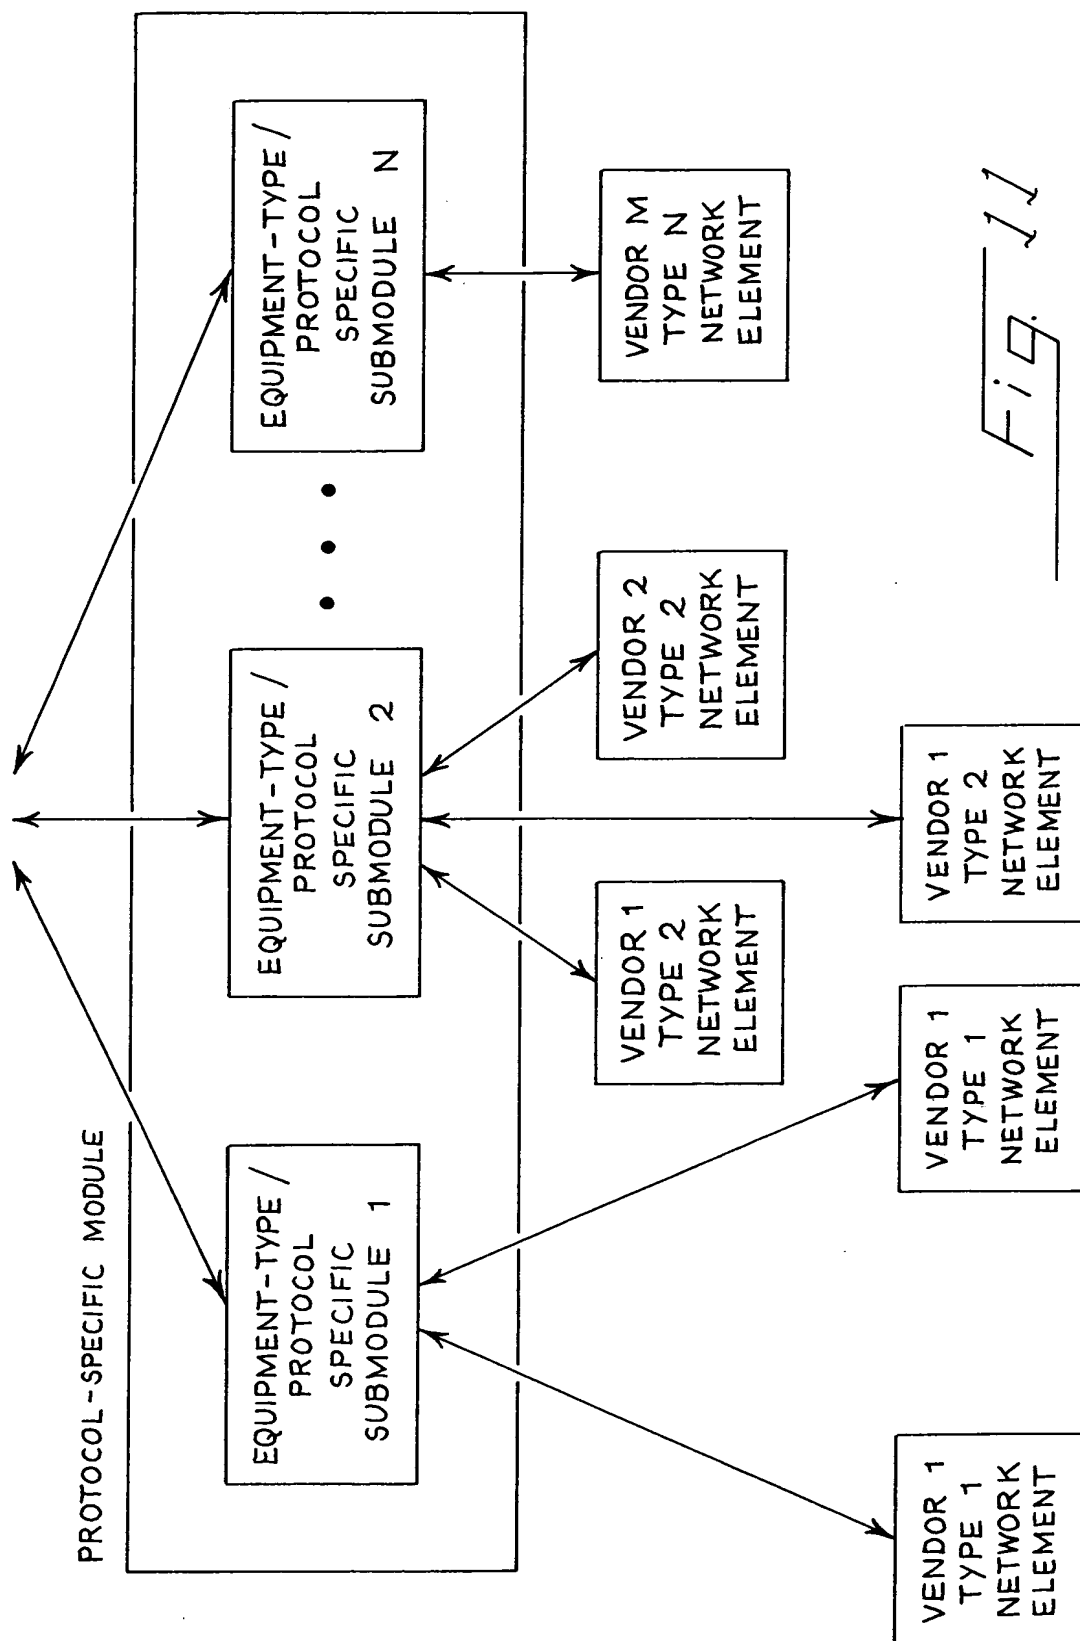 PROTOCOL-SPECIFIC MODULE
EQUIPMENT-TYPE/
PROTOCOL
SPECIFIC
SUBMODULE 1
EQUIPMENT-TYPE/
PROTOCOL
SPECIFIC
SUBMODULE 2
EQUIPMENT-TYPE/
PROTOCOL
SPECIFIC
SUBMODULE N
VENDOR 1
TYPE 2
NETWORK
ELEMENT
VENDOR 2
TYPE 2
NETWORK
ELEMENT
VENDOR M
TYPE N
NETWORK
ELEMENT
VENDOR 1
TYPE 1
NETWORK
ELEMENT
VENDOR 1
TYPE 1
NETWORK
ELEMENT
VENDOR 1
TYPE 2
NETWORK
ELEMENT
Fig. 11